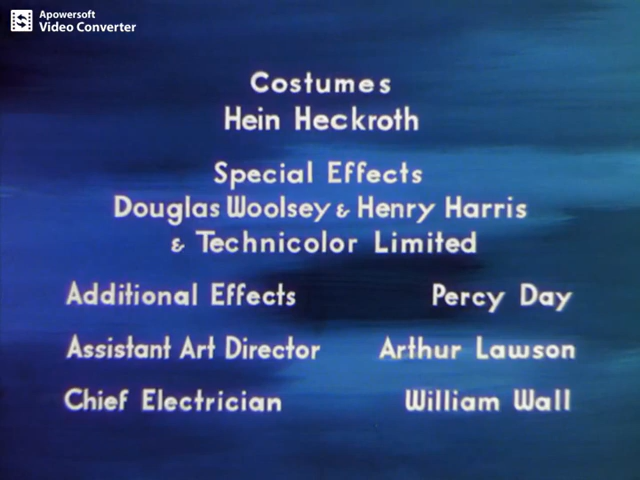 Apowersoft
Video Converter
Costumes
Hein Heckroth
Special Effects
Douglas Woolsey & Henry Harris
& Technicolor Limited
Additional Effects Percy Day
Assistant Art Director Arthur Lawson
Chief Electrician William Wall